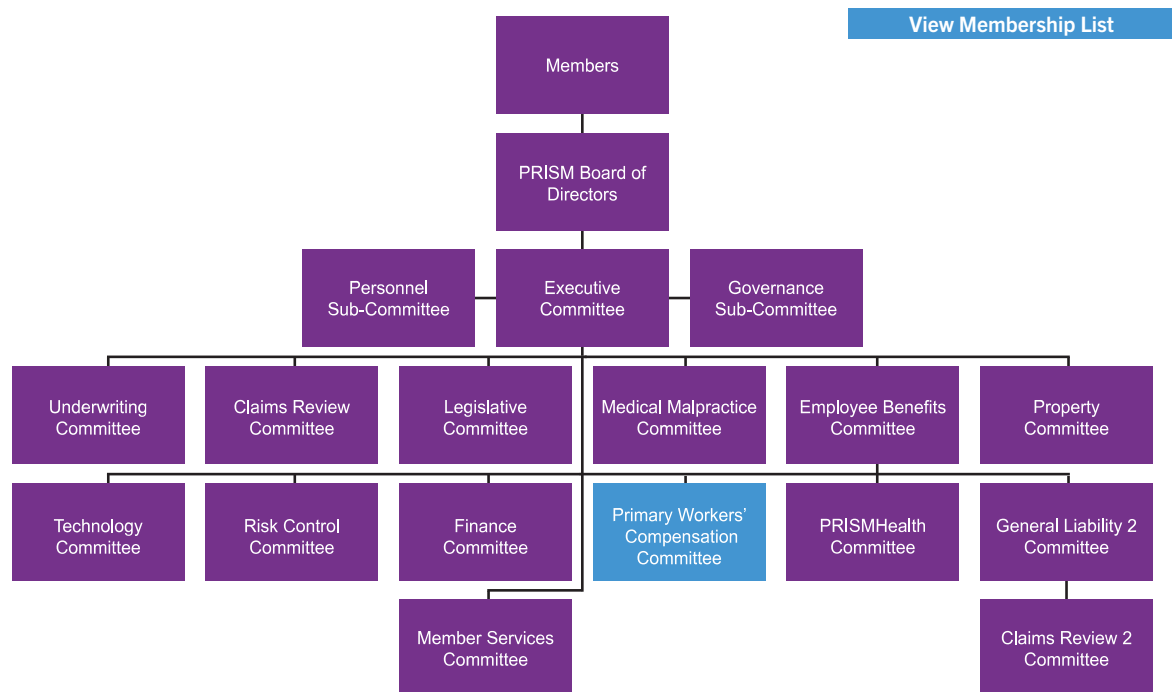 View Membership List
Members
PRISM Board of
Directors
Personnel
Sub-Committee
Executive
Committee
Governance
Sub-Committee
Underwriting
Committee
Claims Review
Committee
Legislative
Committee
Medical Malpractice
Committee
Employee Benefits
Committee
Property
Committee
Technology
Committee
Risk Control
Committee
Finance
Committee
Primary Workers’
Compensation
Committee
PRISMHealth
Committee
General Liability 2
Committee
Member Services
Committee
Claims Review 2
Committee